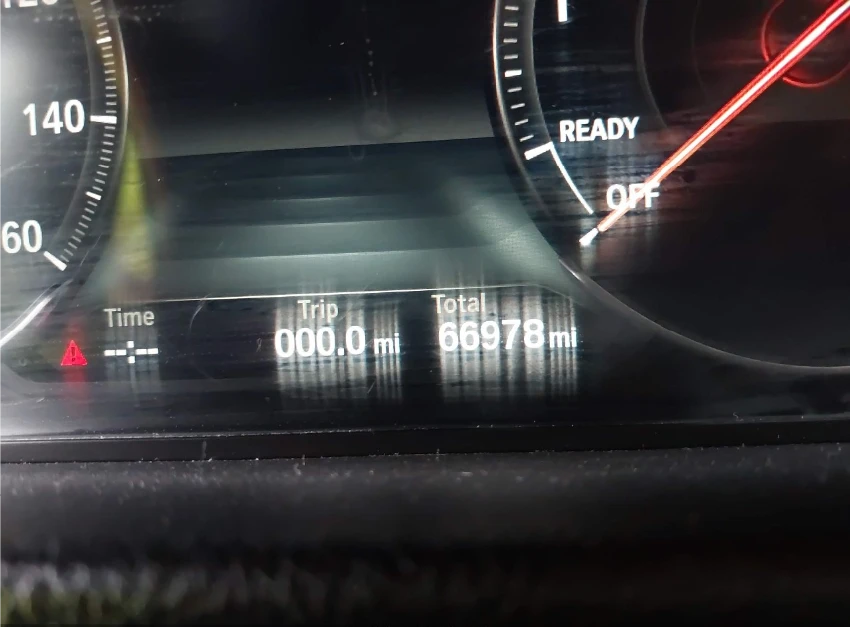 140
READY
OFF
60
Time Trip Total
--:-- 000.0 mi 66978 mi